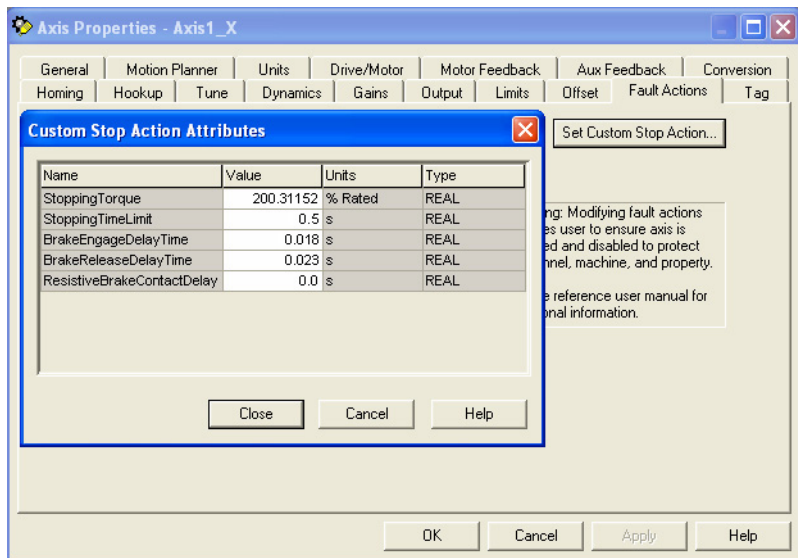 Axis Properties - Axis1_X
General Motion Planner Units Drive/Motor Motor Feedback Aux Feedback Conversion
Homing Hookup Tune Dynamics Gains Output Limits Offset Fault Actions Tag
Custom Stop Action Attributes
Set Custom Stop Action...
Name Value Units Type
StoppingTorque 200.31152 % Rated REAL
StoppingTimeLimit 0.5 s REAL
BrakeEngageDelayTime 0.018 s REAL
BrakeReleaseDelayTime 0.023 s REAL
ResistiveBrakeContactDelay 0.0 s REAL
ng: Modifying fault actions
es user to ensure axis is
ed and disabled to protect
nnel, machine, and property.
e reference user manual for
onal information.
Close Cancel Help
OK Cancel Apply Help